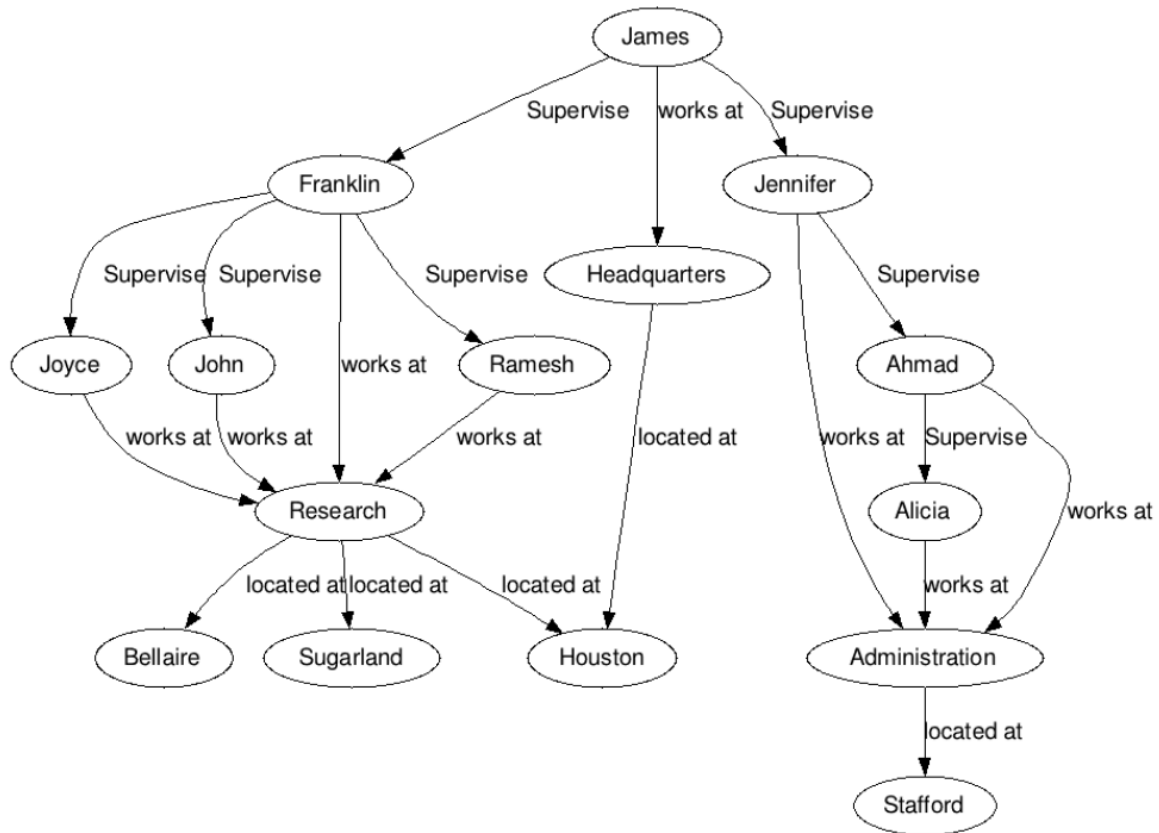 James
Supervise
works at
Supervise
Franklin
Jennifer
Headquarters
Supervise
Supervise
Supervise
Supervise
Joyce
John
works at
Ramesh
Ahmad
works at
works at
works at
located at
works at
Supervise
Research
Alicia
works at
located at
located at
located at
works at
Bellaire
Sugarland
Houston
Administration
located at
Stafford